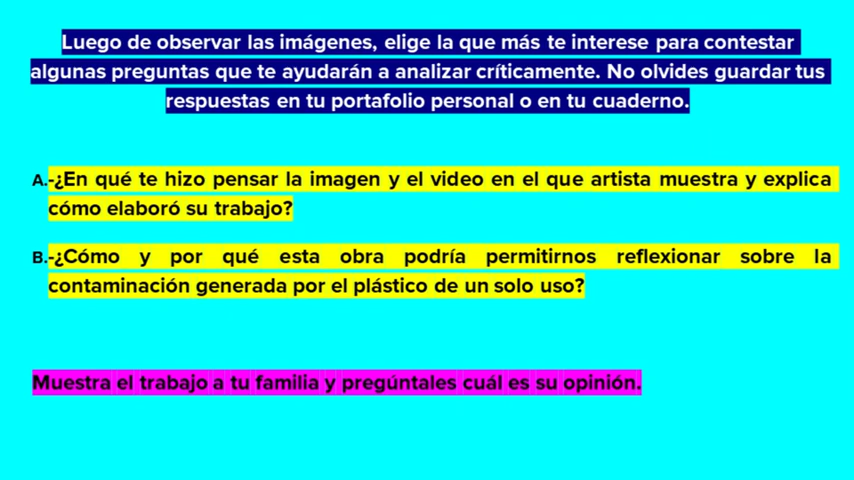 Luego de observar las imágenes, elige la que más te interese para contestar
algunas preguntas que te ayudarán a analizar críticamente. No olvides guardar tus
respuestas en tu portafolio personal o en tu cuaderno.
A.-¿En qué te hizo pensar la imagen y el video en el que artista muestra y explica
cómo elaboró su trabajo?
B.-¿Cómo y por qué esta obra podría permitirnos reflexionar sobre la
contaminación generada por el plástico de un solo uso?
Muestra el trabajo a tu familia y pregúntales cuál es su opinión.